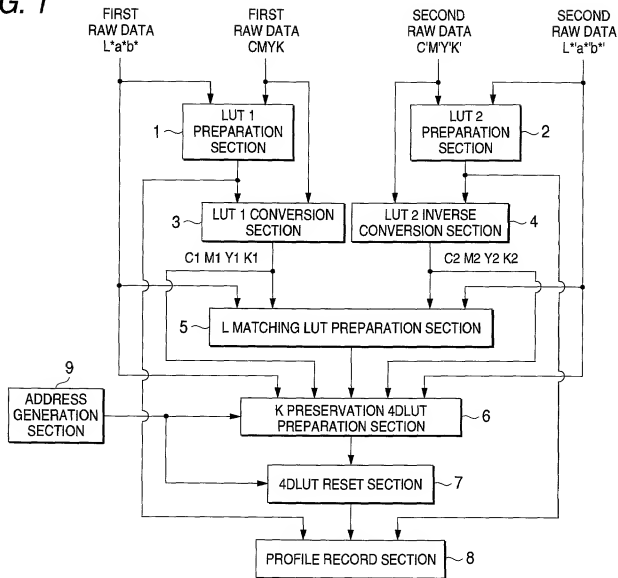 G. 1
FIRST
RAW DATA
L*a*b*
FIRST
RAW DATA
CMYK
SECOND
RAW DATA
C'M'Y'K'
SECOND
RAW DATA
L*'a*'b*'
1
LUT 1
PREPARATION
SECTION
LUT 2
PREPARATION
SECTION
2
3
LUT 1 CONVERSION
SECTION
LUT 2 INVERSE
CONVERSION SECTION
4
C1 M1 Y1 K1
C2 M2 Y2 K2
5
L MATCHING LUT PREPARATION SECTION
9
ADDRESS
GENERATION
SECTION
K PRESERVATION 4DLUT
PREPARATION SECTION
6
4DLUT RESET SECTION
7
PROFILE RECORD SECTION
8